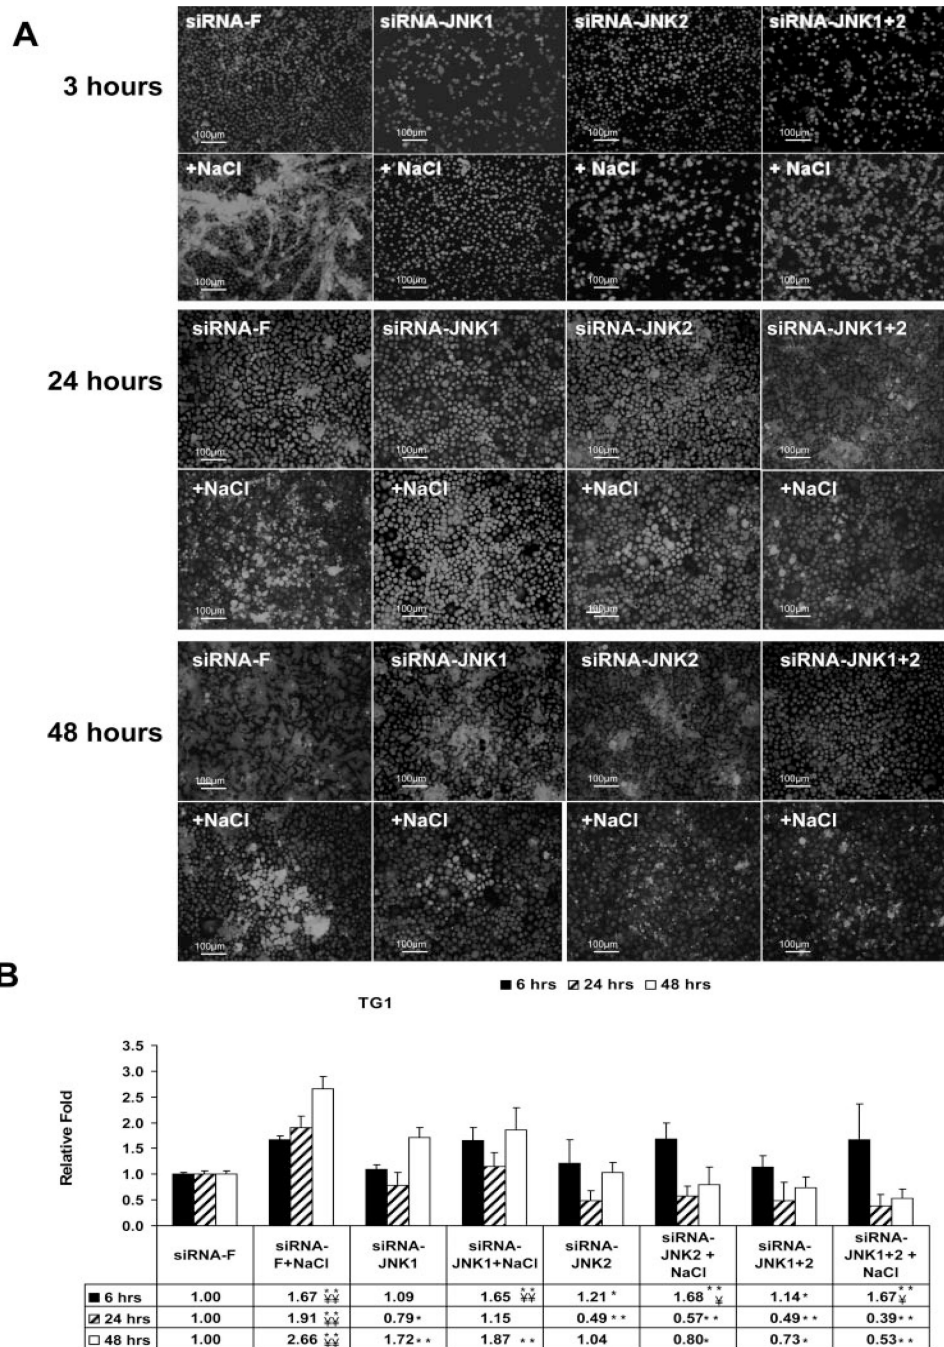 A
3 hours
siRNA-F siRNA-JNK1 siRNA-JNK2 siRNA-JNK1+2
100µm 100µm 100µm 100µm
+NaCl + NaCl + NaCl + NaCl
100µm 100µm 100µm 100µm
24 hours
siRNA-F siRNA-JNK1 siRNA-JNK2 siRNA-JNK1+2
100µm 100µm 100µm 100µm
+NaCl +NaCl +NaCl +NaCl
100µm 100µm 100µm 100µm
48 hours
siRNA-F siRNA-JNK1 siRNA-JNK2 siRNA-JNK1+2
100µm 100µm 100µm 100µm
+NaCl +NaCl +NaCl +NaCl
100µm 100µm 100µm 100µm
B
6 hrs 24 hrs 48 hrs
TG1
Relative Fold
3.5
3.0
2.5
2.0
1.5
1.0
0.5
0.0
siRNA-F siRNA-F+NaCl siRNA-JNK1 siRNA-JNK1+NaCl siRNA-JNK2 siRNA-JNK2 + NaCl siRNA-JNK1+2 siRNA-JNK1+2 + NaCl
6 hrs 1.00 1.67 **¥¥ 1.09 1.65 **¥¥ 1.21 * 1.68 **¥ 1.14 * 1.67 **¥
24 hrs 1.00 1.91 **¥¥ 0.79 * 1.15 0.49 ** 0.57 ** 0.49 ** 0.39 **
48 hrs 1.00 2.66 **¥¥ 1.72 ** 1.87 ** 1.04 0.80 * 0.73 * 0.53 **